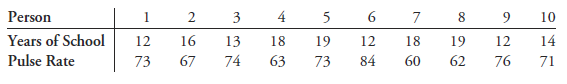 Person 1 2 3 4 5 6 7 8 9 10
Years of School 12 16 13 18 19 12 18 19 12 14
Pulse Rate 73 67 74 63 73 84 60 62 76 71